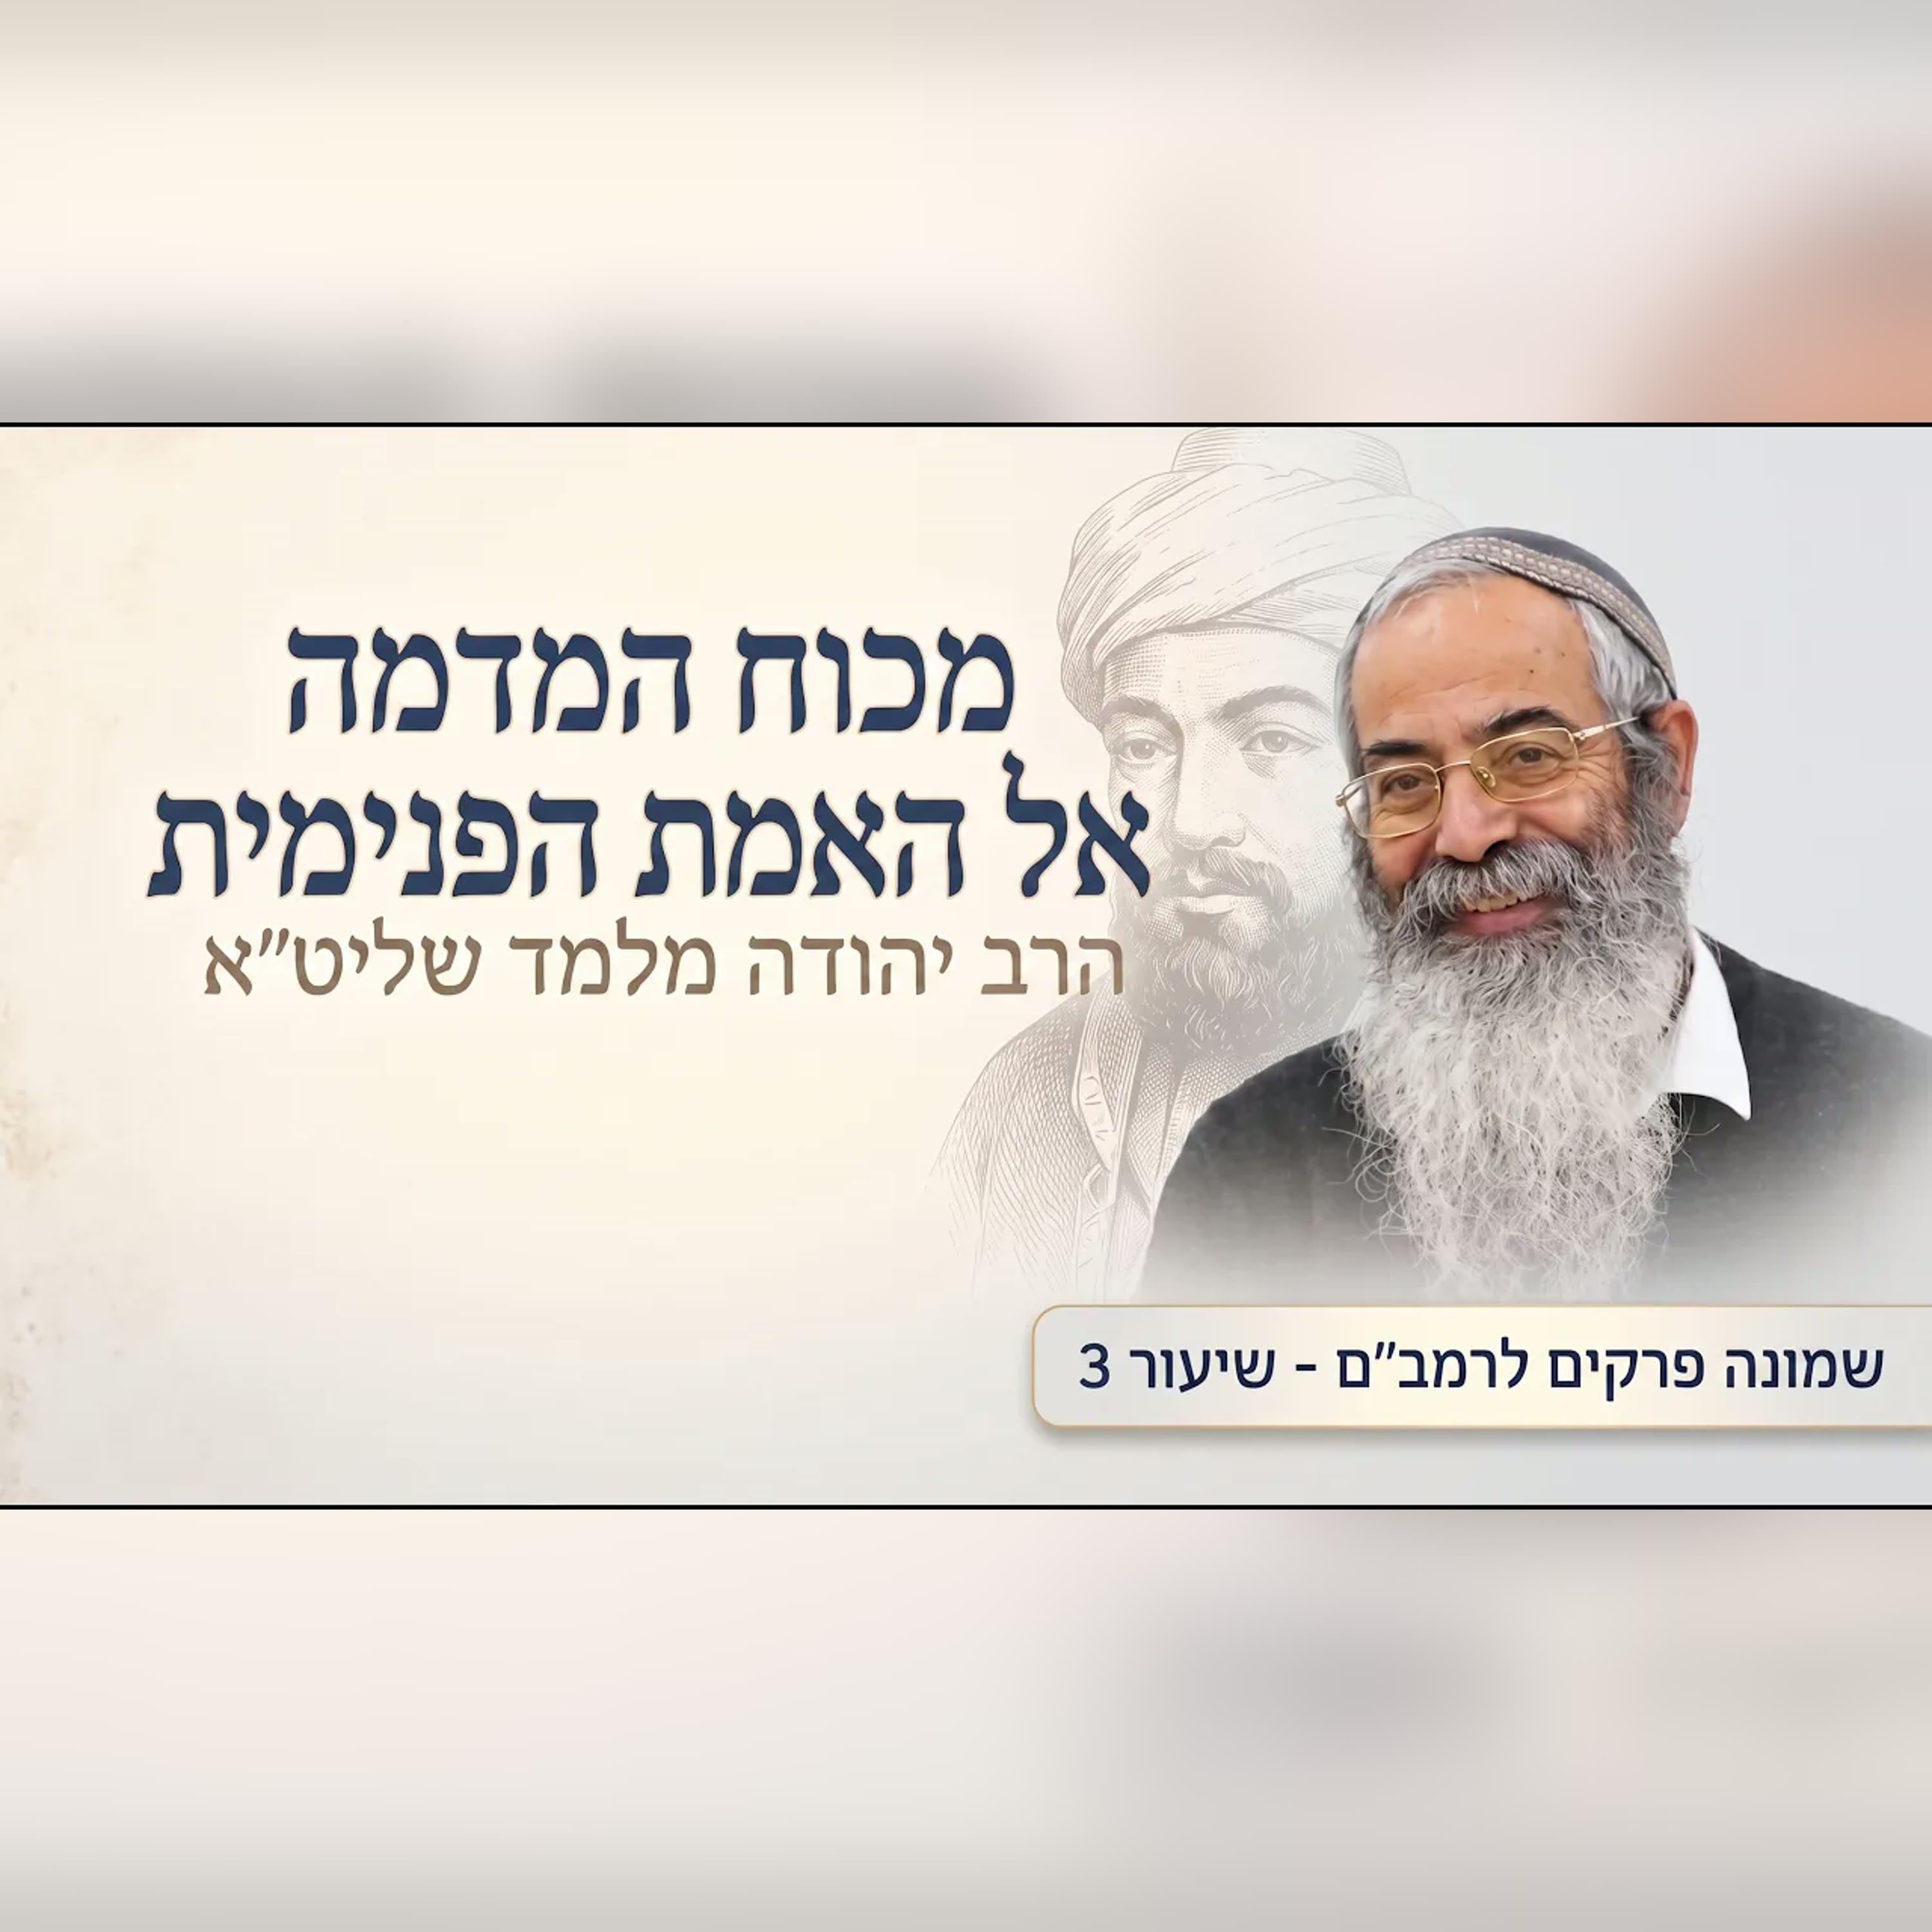 מכוח המדמה
אל האמת הפנימית
הרב יהודה מלמד שליט"א
שמונה פרקים לרמב"ם - שיעור 3